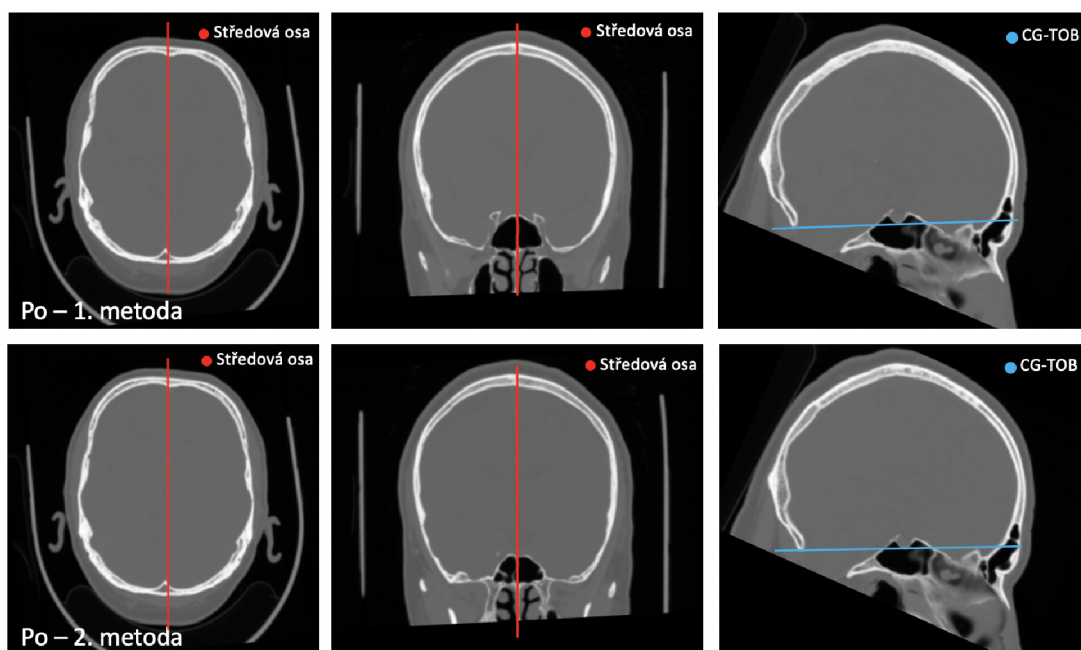 Středová osa
Středová osa
CG-TOB
Po – 1. metoda
Středová osa
Středová osa
CG-TOB
Po – 2. metoda